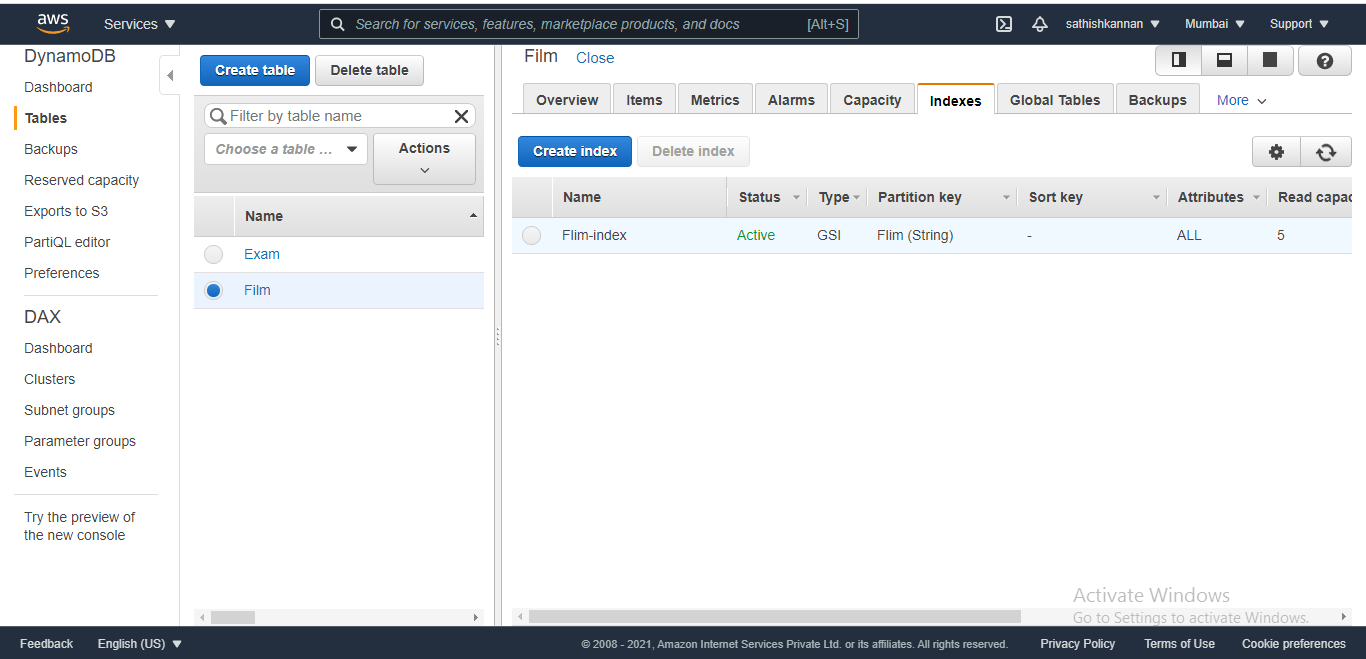 aws Services Search for services, features, marketplace products, and docs [Alt+S] sathishkannan Mumbai Support
DynamoDB
Dashboard
Tables
Backups
Reserved capacity
Exports to S3
PartiQL editor
Preferences
DAX
Dashboard
Clusters
Subnet groups
Parameter groups
Events
Try the preview of
the new console
Create table Delete table
Filter by table name
Choose a table ... Actions
Name
Exam
Film
Film Close
Overview Items Metrics Alarms Capacity Indexes Global Tables Backups More
Create index Delete index
Name Status Type Partition key Sort key Attributes Read capac
Flim-index Active GSI Flim (String) - ALL 5
Activate Windows
Go to Settings to activate Windows.
Feedback English (US) © 2008 - 2021, Amazon Internet Services Private Ltd. or its affiliates. All rights reserved. Privacy Policy Terms of Use Cookie preferences